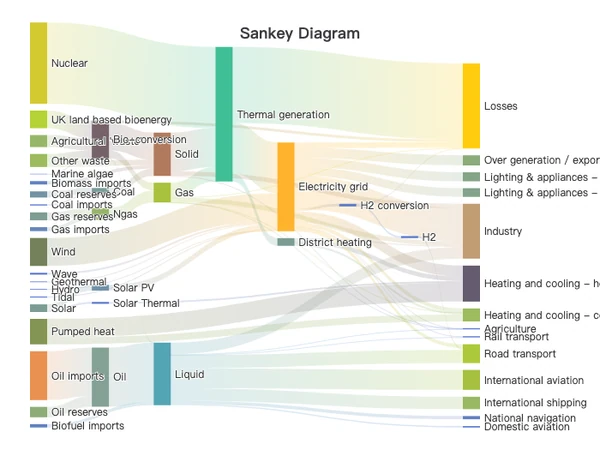 Sankey Diagram
Nuclear
Thermal generation
Losses
UK land based bioenergy
Agricultural
Bio-conversion
Solid
Other waste
Over generation / expor
Marine algae
Biomass imports
Lighting & appliances –
Coal
Coal reserves
Gas
Electricity grid
Lighting & appliances –
Coal imports
H2 conversion
Ngas
Gas reserves
Gas imports
Industry
H2
District heating
Wind
Wave
Geothermal
Solar PV
Heating and cooling – h
Hydro
Tidal
Solar Thermal
Solar
Heating and cooling – c
Pumped heat
Agriculture
Rail transport
Road transport
Oil imports
Oil
Liquid
International aviation
International shipping
Oil reserves
National navigation
Biofuel imports
Domestic aviation